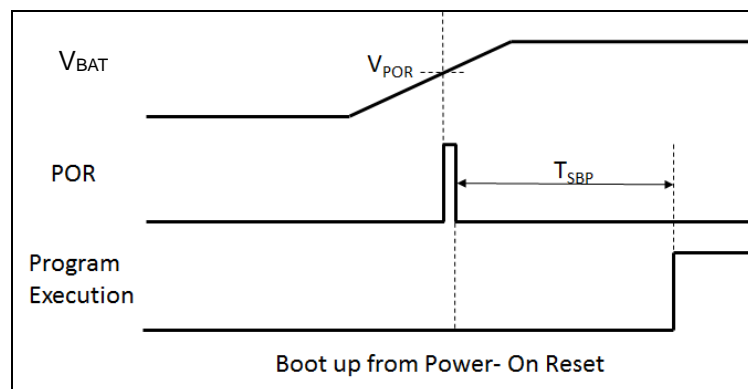 VBAT
VPOR
POR
TSBP
Program
Execution
Boot up from Power- On Reset